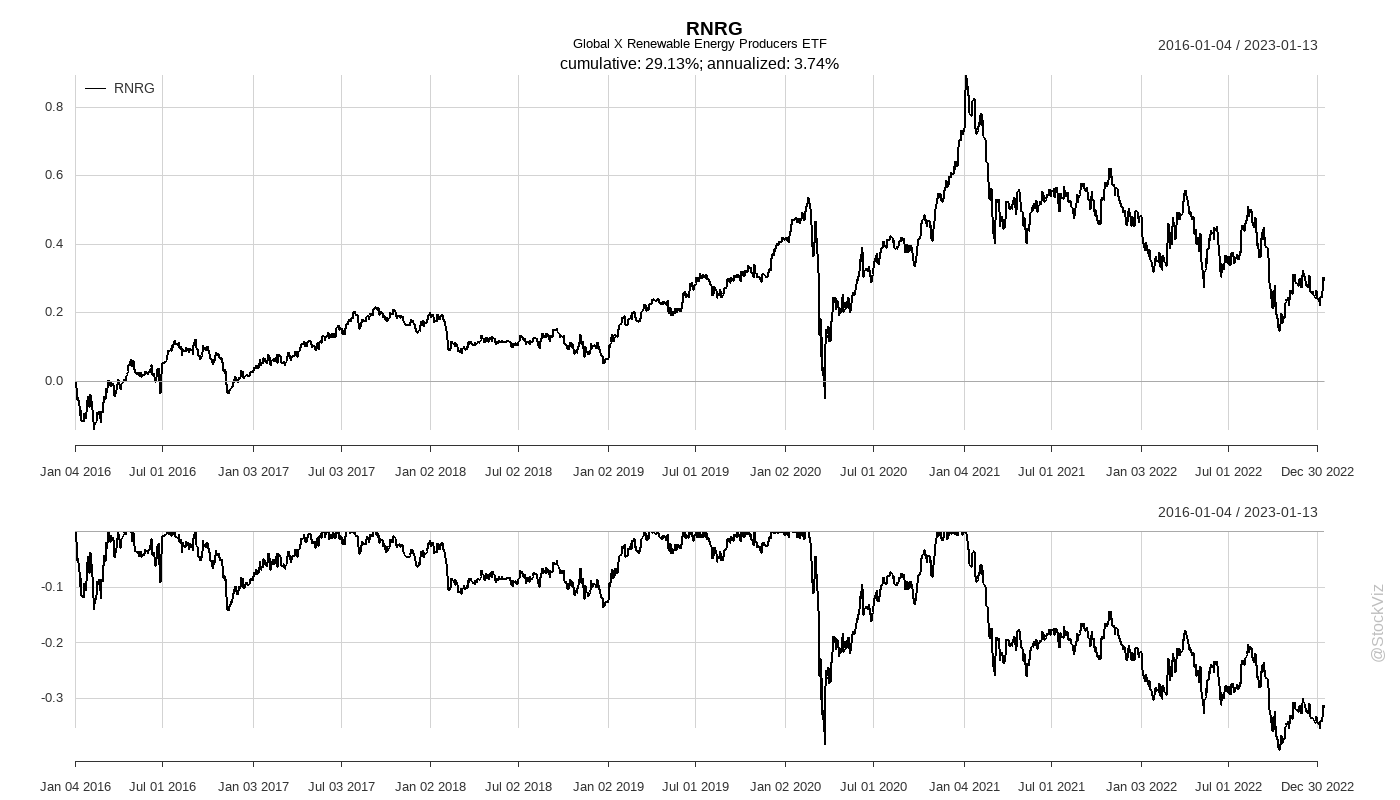 RNRG
Global X Renewable Energy Producers ETF
cumulative: 29.13%; annualized: 3.74%
2016-01-04 / 2023-01-13
RNRG
0.8
0.6
0.4
0.2
0.0
Jan 04 2016 Jul 01 2016 Jan 03 2017 Jul 03 2017 Jan 02 2018 Jul 02 2018 Jan 02 2019 Jul 01 2019 Jan 02 2020 Jul 01 2020 Jan 04 2021 Jul 01 2021 Jan 03 2022 Jul 01 2022 Dec 30 2022
2016-01-04 / 2023-01-13
-0.1
-0.2
-0.3
Jan 04 2016 Jul 01 2016 Jan 03 2017 Jul 03 2017 Jan 02 2018 Jul 02 2018 Jan 02 2019 Jul 01 2019 Jan 02 2020 Jul 01 2020 Jan 04 2021 Jul 01 2021 Jan 03 2022 Jul 01 2022 Dec 30 2022
@StockViz